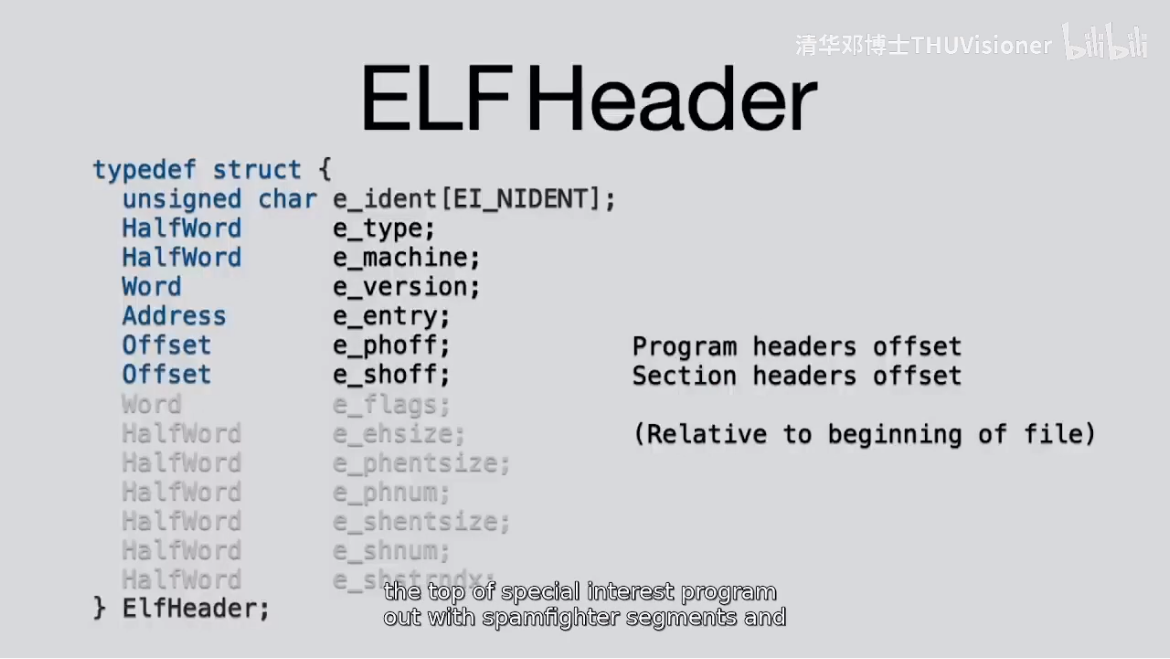 清华邓博士THUVisioner bilibili
ELF Header
typedef struct {
unsigned char e_ident[EI_NIDENT];
HalfWord e_type;
HalfWord e_machine;
Word e_version;
Address e_entry;
Offset e_phoff; Program headers offset
Offset e_shoff; Section headers offset
Word e_flags;
HalfWord e_ehsize; (Relative to beginning of file)
HalfWord e_phentsize;
HalfWord e_phnum;
HalfWord e_shentsize;
HalfWord e_shnum;
HalfWord e_shstrndx;
the top of special interest program
} ElfHeader;
out with spamfighter segments and